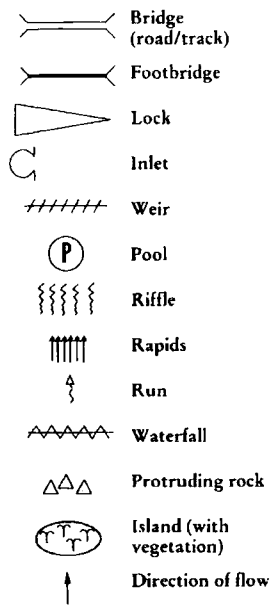 Bridge
(road/track)
Footbridge
Lock
Inlet
Weir
P
Pool
Riffle
Rapids
Run
Waterfall
Protruding rock
Island (with
vegetation)
Direction of flow